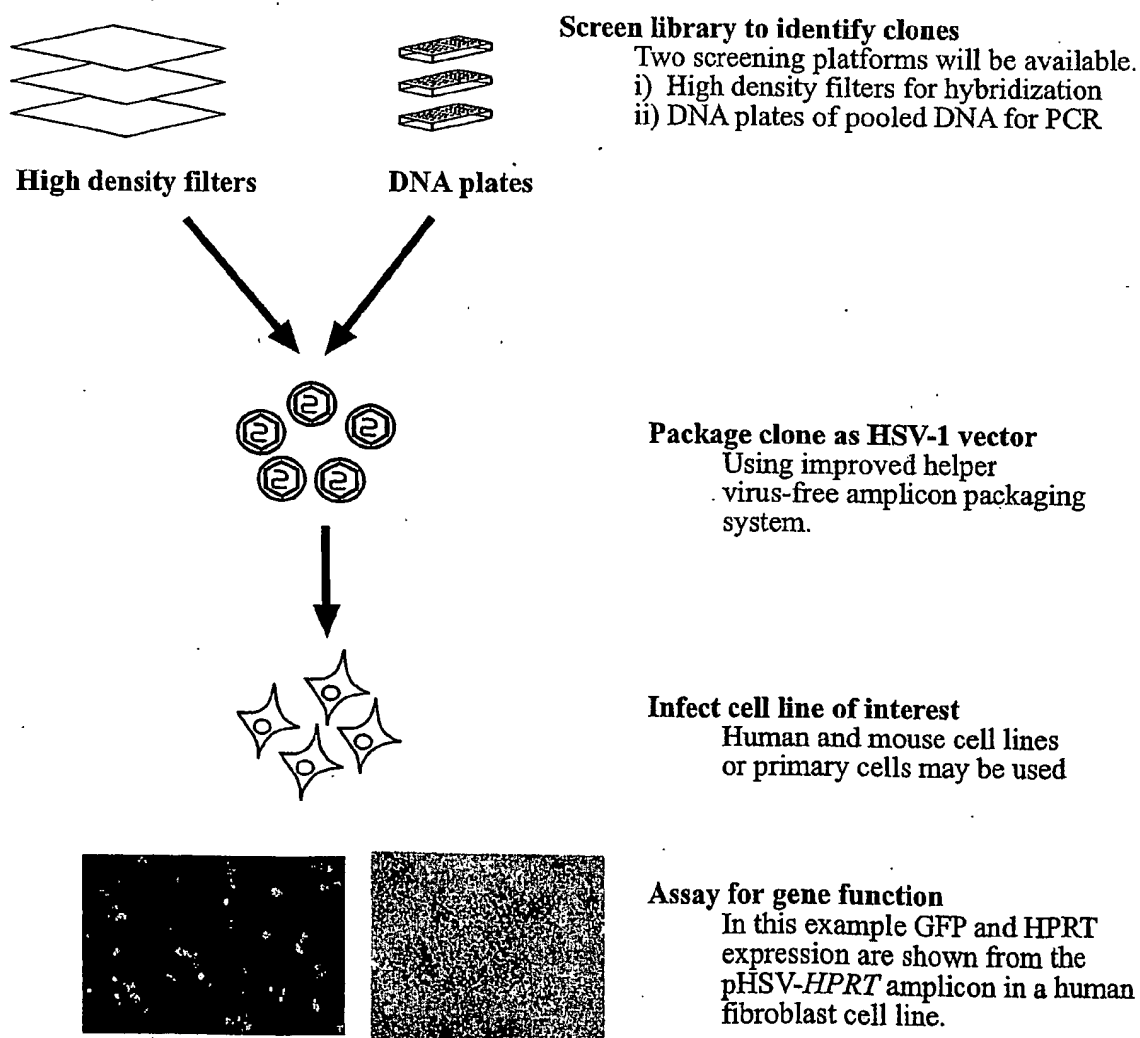 Screen library to identify clones
Two screening platforms will be available.
i) High density filters for hybridization
ii) DNA plates of pooled DNA for PCR
High density filters
DNA plates
Package clone as HSV-1 vector
Using improved helper
virus-free amplicon packaging
system.
Infect cell line of interest
Human and mouse cell lines
or primary cells may be used
Assay for gene function
In this example GFP and HPRT
expression are shown from the
pHSV-HPRT amplicon in a human
fibroblast cell line.